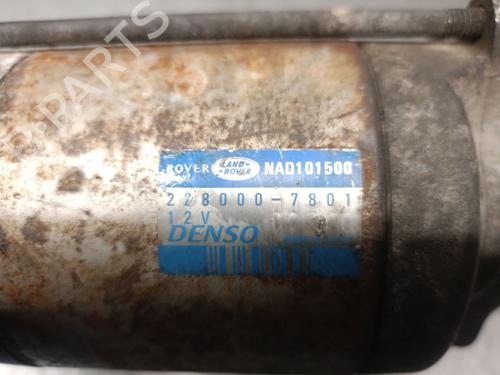 ROVER LAND ROVER NAD101500
228000-7801
12V
DENSO
PARTS